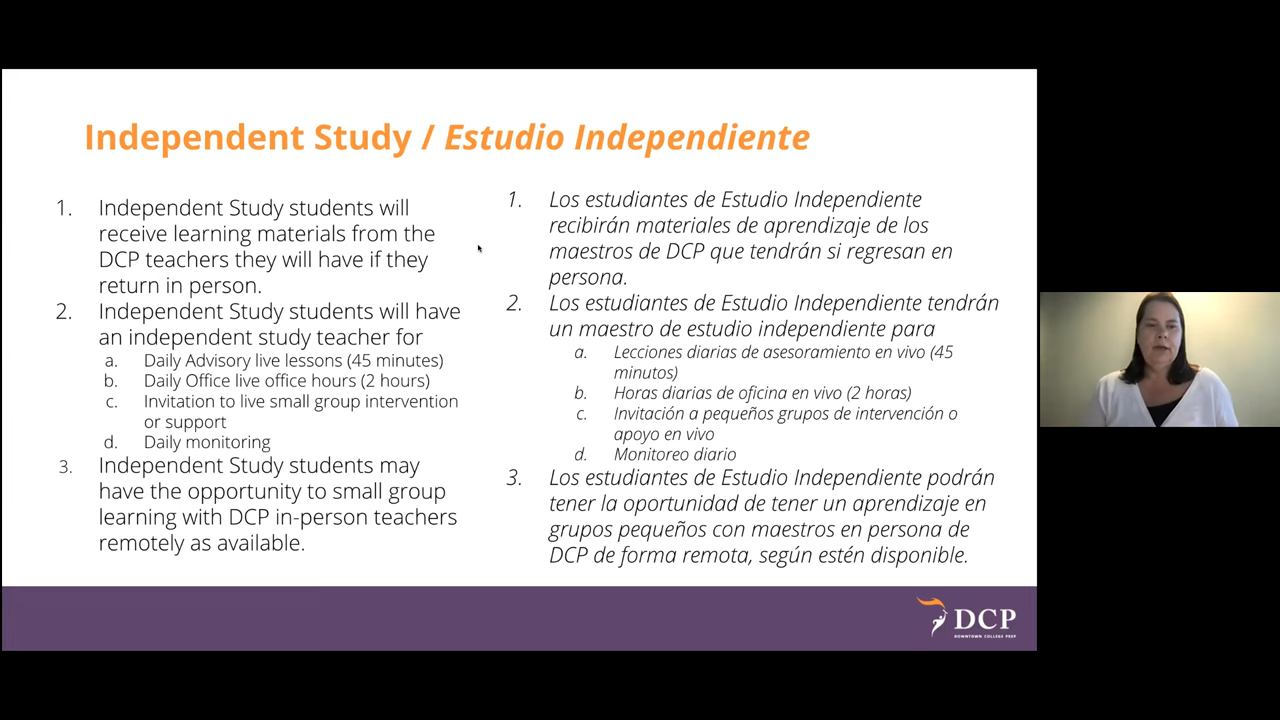 Independent Study / Estudio Independiente
1. Independent Study students will
receive learning materials from the
DCP teachers they will have if they
return in person.
2. Independent Study students will have
an independent study teacher for
a. Daily Advisory live lessons (45 minutes)
b. Daily Office live office hours (2 hours)
c. Invitation to live small group intervention
or support
d. Daily monitoring
3. Independent Study students may
have the opportunity to small group
learning with DCP in-person teachers
remotely as available.
1. Los estudiantes de Estudio Independiente
recibirán materiales de aprendizaje de los
maestros de DCP que tendrán si regresan en
persona.
2. Los estudiantes de Estudio Independiente tendrán
un maestro de estudio independiente para
a. Lecciones diarias de asesoramiento en vivo (45
minutos)
b. Horas diarias de oficina en vivo (2 horas)
c. Invitación a pequeños grupos de intervención o
apoyo en vivo
d. Monitoreo diario
3. Los estudiantes de Estudio Independiente podrán
tener la oportunidad de tener un aprendizaje en
grupos pequeños con maestros en persona de
DCP de forma remota, según estén disponible.
DCP
DOWNTOWN COLLEGE PREP